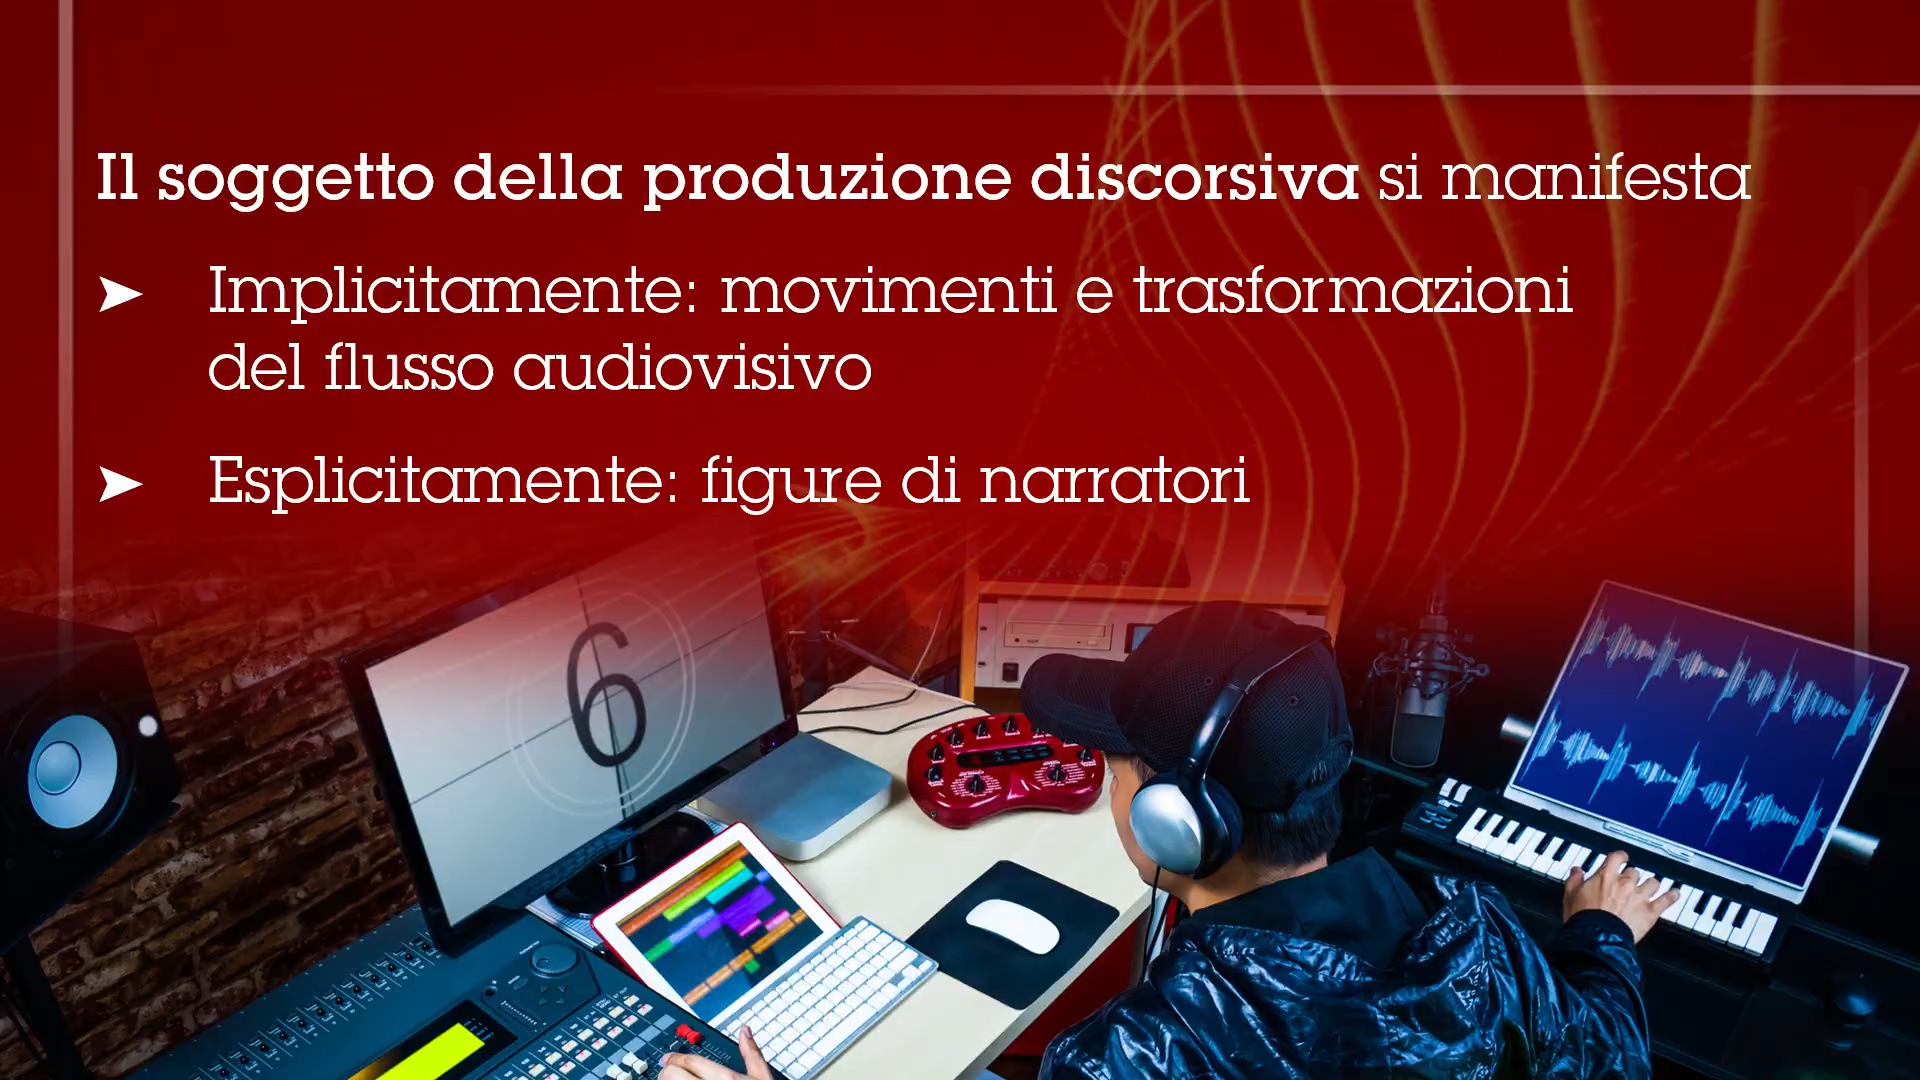 Il soggetto della produzione discorsiva si manifesta
➤ Implicitamente: movimenti e trasformazioni
del flusso audiovisivo
➤ Esplicitamente: figure di narratori
6